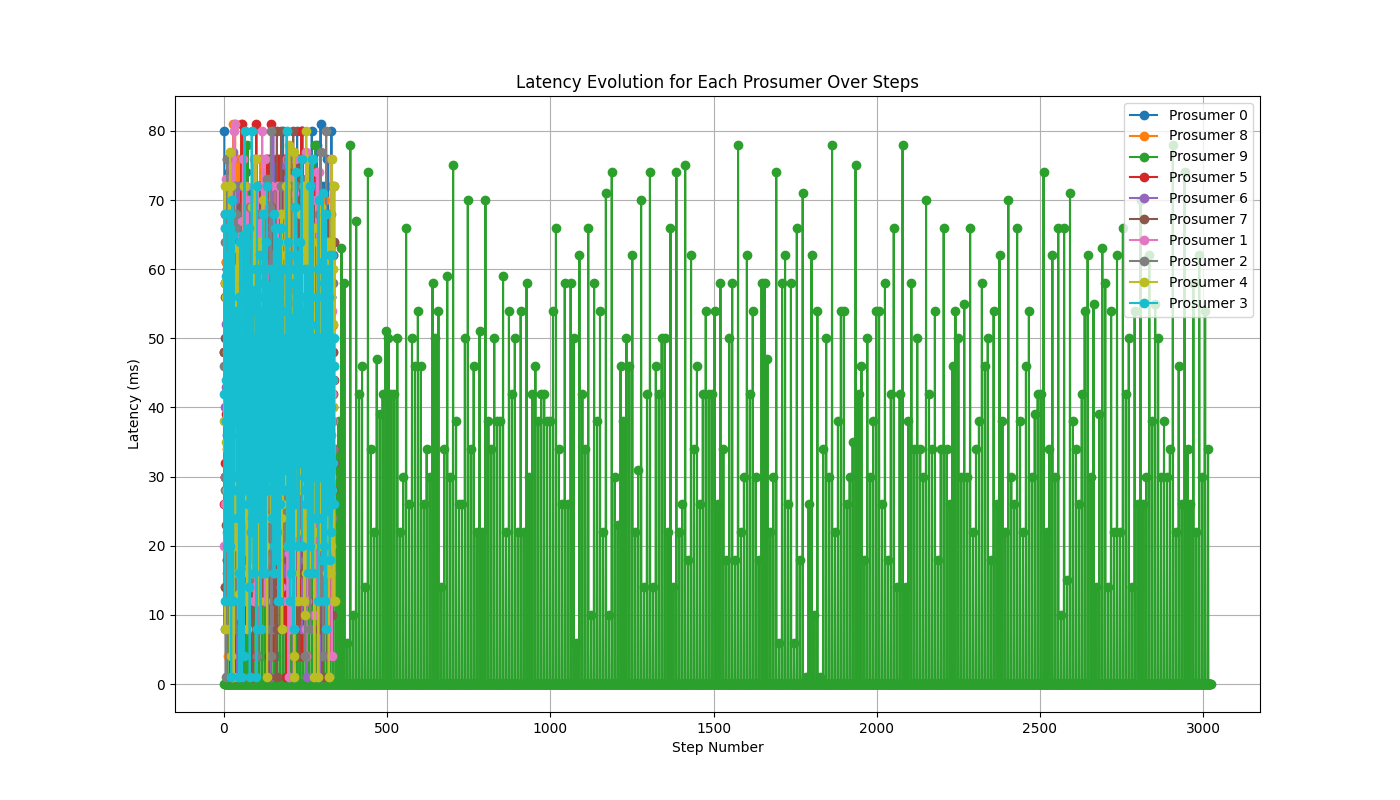 Latency Evolution for Each Prosumer Over Steps
Latency (ms)
80
70
60
50
40
30
20
10
0
0 500 1000 1500 2000 2500 3000
Step Number
Prosumer 0
Prosumer 8
Prosumer 9
Prosumer 5
Prosumer 6
Prosumer 7
Prosumer 1
Prosumer 2
Prosumer 4
Prosumer 3